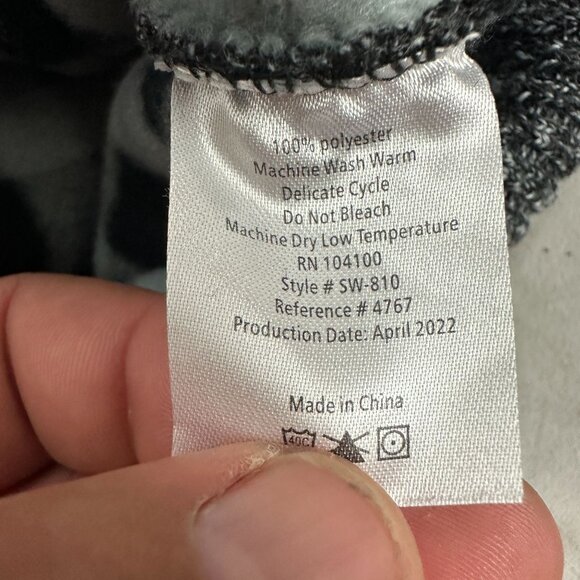 100% polyester
Machine Wash Warm
Delicate Cycle
Do Not Bleach
Machine Dry Low Temperature
RN 104100
Style # SW-810
Reference # 4767
Production Date: April 2022
Made in China
40C